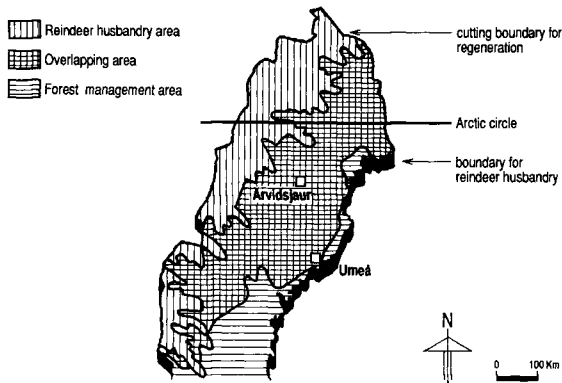 Reindeer husbandry area
Overlapping area
Forest management area
cutting boundary for
regeneration
Arctic circle
boundary for
reindeer husbandry
Arvidsjaur
Umeå
N
0 100 Km